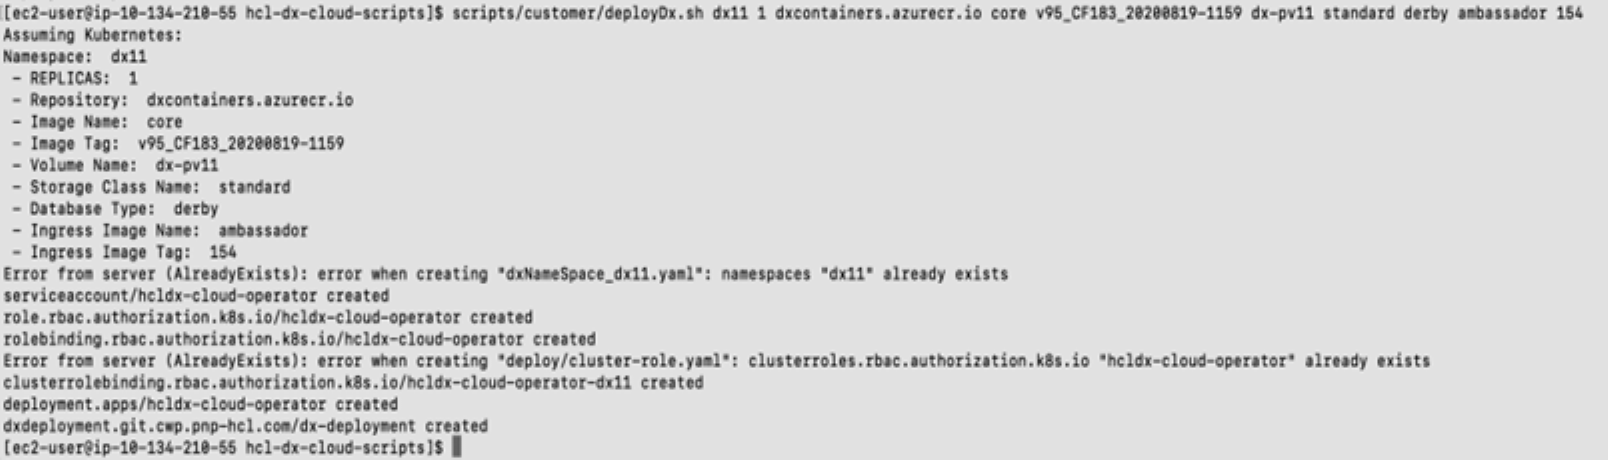 [ec2-user@ip-10-134-210-55 hcl-dx-cloud-scripts]$ scripts/customer/deployDx.sh dx11 1 dxcontainers.azurecr.io core v95_CF183_20200819-1159 dx-pv11 standard derby ambassador 154
Assuming Kubernetes:
Namespace:  dx11
 - REPLICAS:  1
 - Repository:  dxcontainers.azurecr.io
 - Image Name:  core
 - Image Tag:  v95_CF183_20200819-1159
 - Volume Name:  dx-pv11
 - Storage Class Name:  standard
 - Database Type:  derby
 - Ingress Image Name:  ambassador
 - Ingress Image Tag:  154
Error from server (AlreadyExists): error when creating "dxNameSpace_dx11.yaml": namespaces "dx11" already exists
serviceaccount/hcldx-cloud-operator created
role.rbac.authorization.k8s.io/hcldx-cloud-operator created
rolebinding.rbac.authorization.k8s.io/hcldx-cloud-operator created
Error from server (AlreadyExists): error when creating "deploy/cluster-role.yaml": clusterroles.rbac.authorization.k8s.io "hcldx-cloud-operator" already exists
clusterrolebinding.rbac.authorization.k8s.io/hcldx-cloud-operator-dx11 created
deployment.apps/hcldx-cloud-operator created
dxdeployment.git.cwp.pnp-hcl.com/dx-deployment created
[ec2-user@ip-10-134-210-55 hcl-dx-cloud-scripts]$